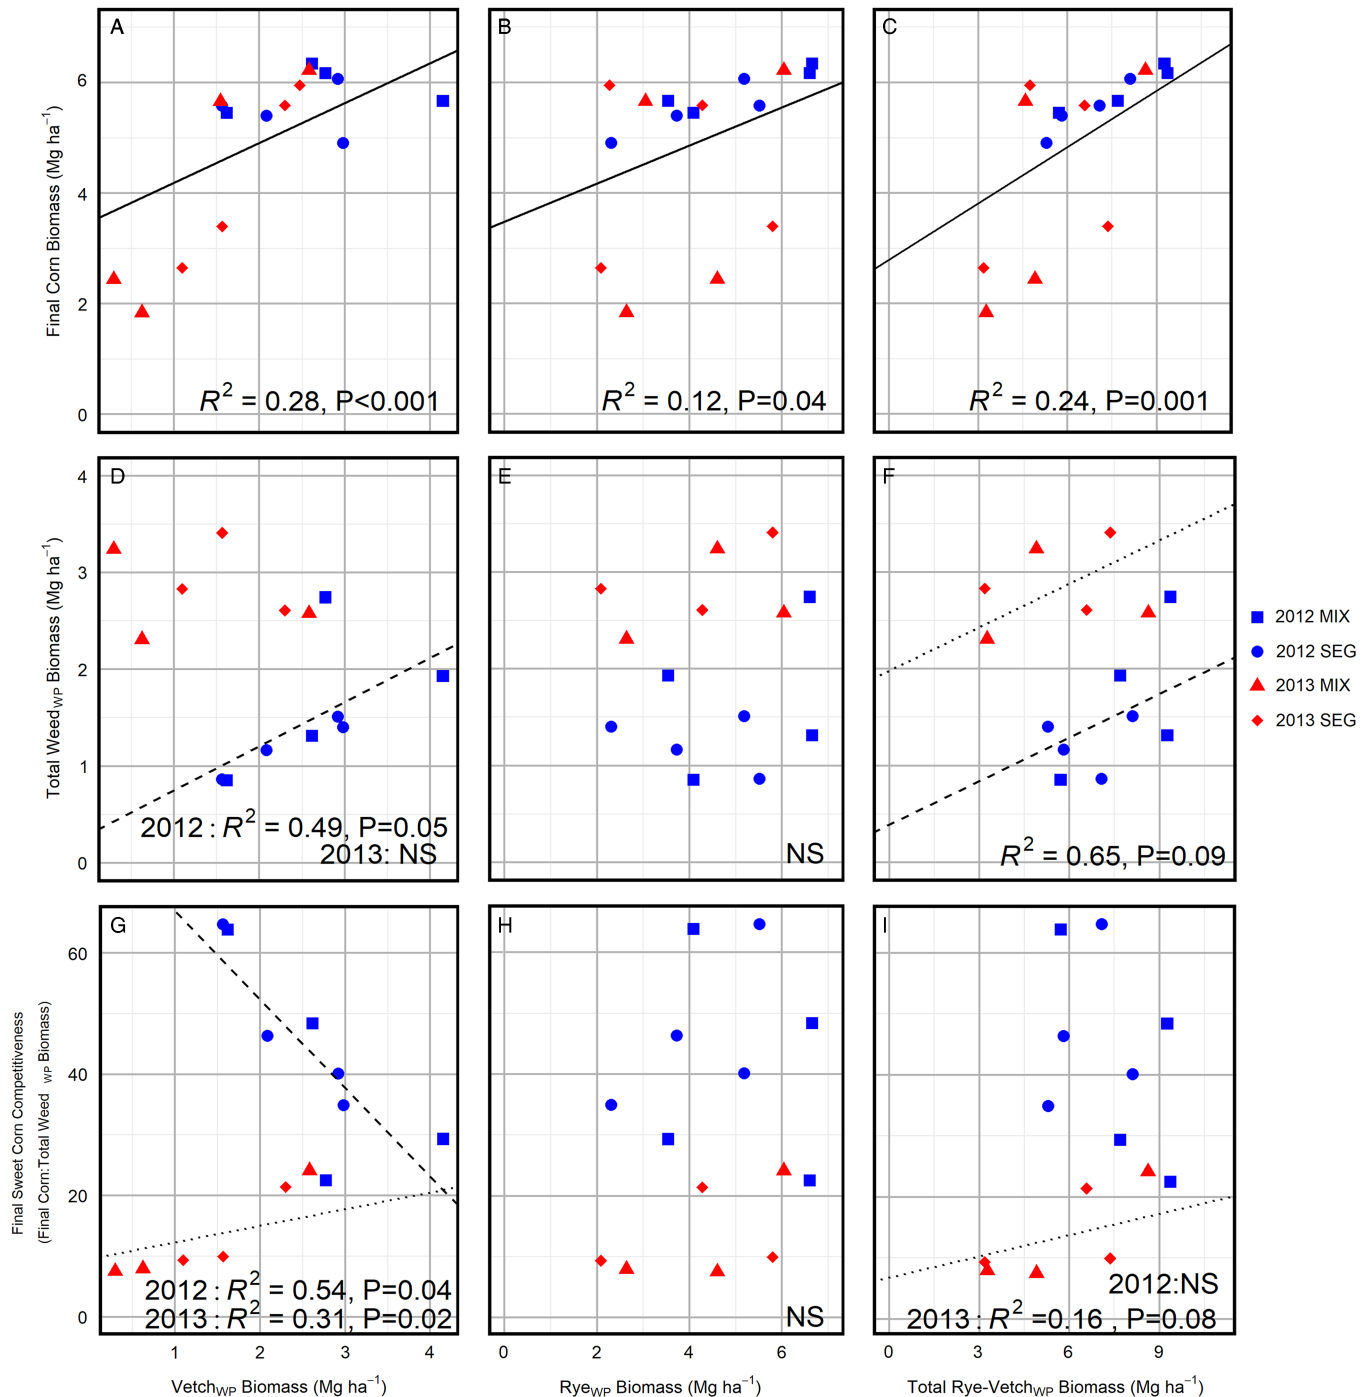 A
B
C
6
4
2
0
Final Corn Biomass (Mg ha⁻¹)
R² = 0.28, P<0.001
R² = 0.12, P=0.04
R² = 0.24, P=0.001
D
E
F
4
3
2
1
0
Total WeedWP Biomass (Mg ha⁻¹)
2012: R² = 0.49, P=0.05
2013: NS
NS
R² = 0.65, P=0.09
2012 MIX
2012 SEG
2013 MIX
2013 SEG
G
H
I
60
40
20
0
Final Sweet Corn Competitiveness
(Final Corn:Total Weed WP Biomass)
2012: R² = 0.54, P=0.04
2013: R² = 0.31, P=0.02
NS
2012:NS
2013: R² =0.16 , P=0.08
1 2 3 4
0 2 4 6
0 3 6 9
VetchWP Biomass (Mg ha⁻¹)
RyeWP Biomass (Mg ha⁻¹)
Total Rye-VetchWP Biomass (Mg ha⁻¹)